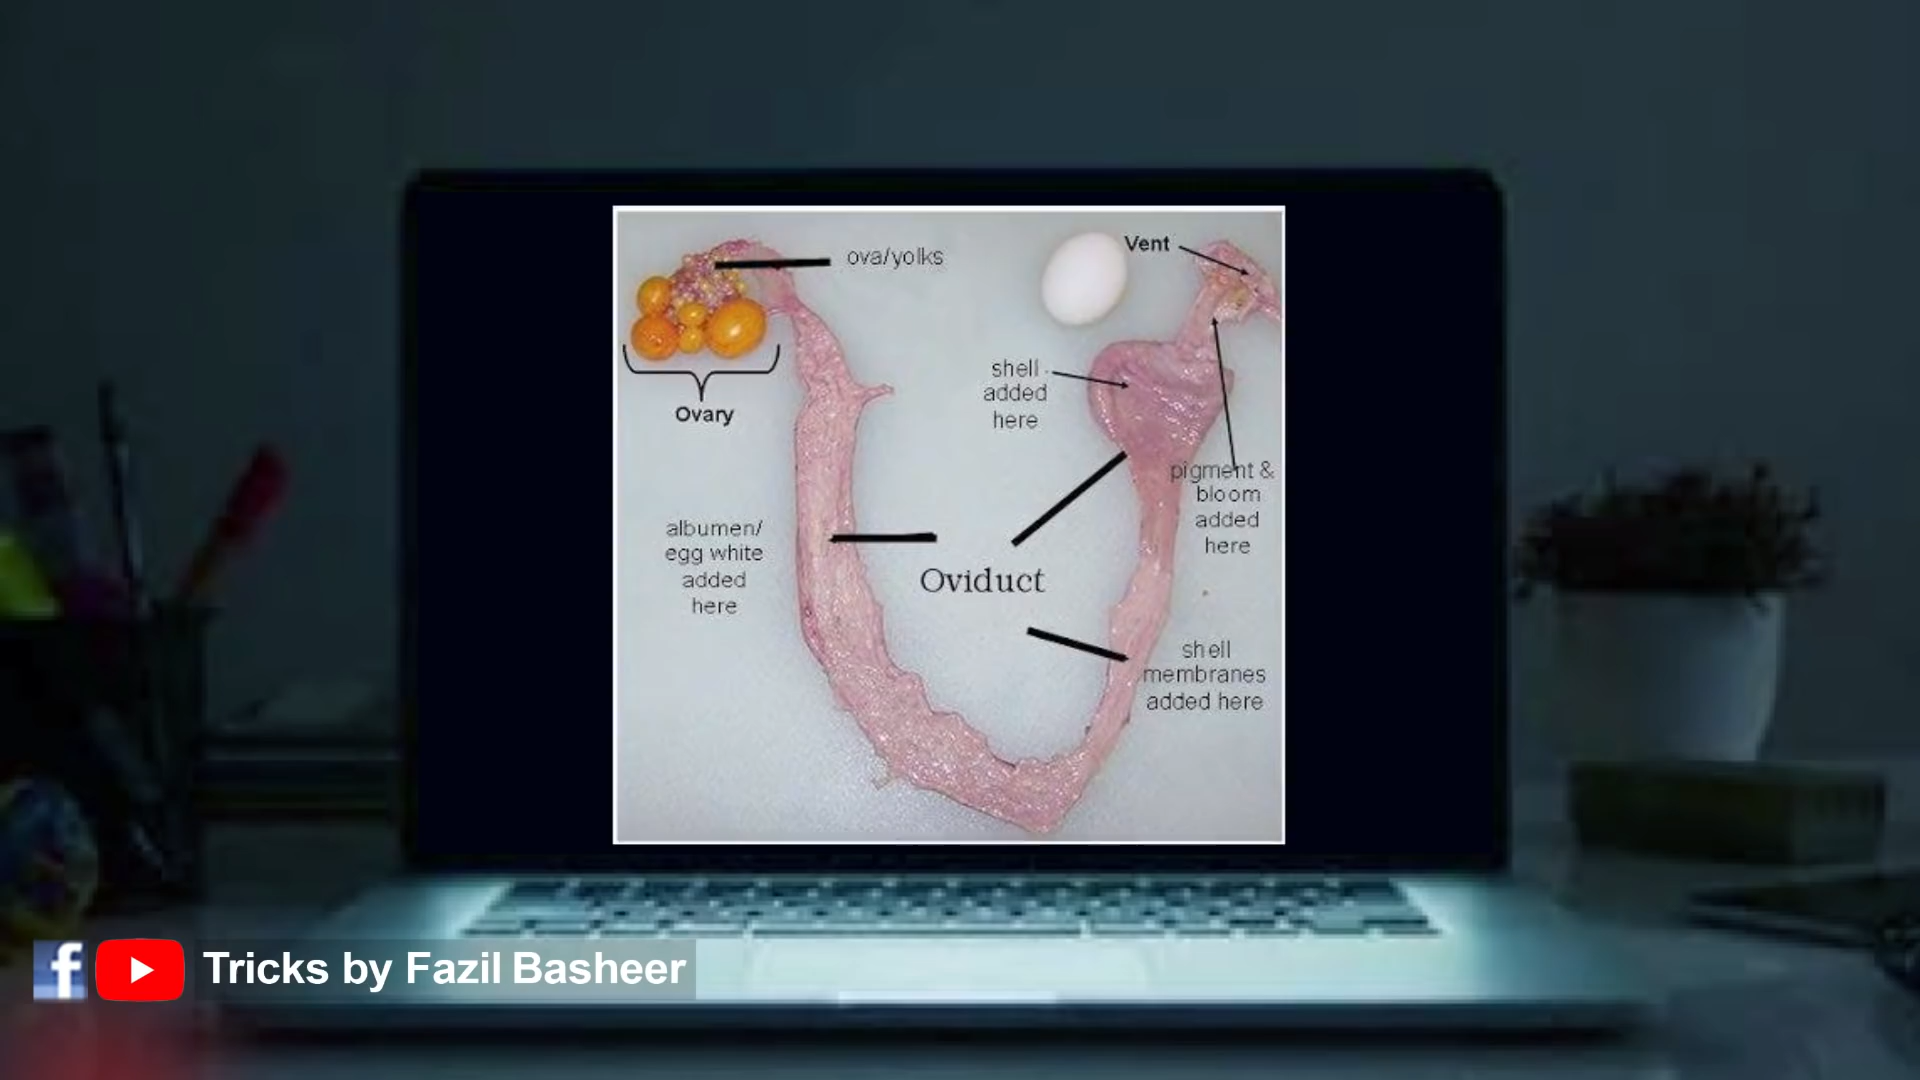 ova/yolks
Vent
shell
added
here
Ovary
pigment &
bloom
added
here
albumen/
egg white
added
here
Oviduct
shell
membranes
added here
f
Tricks by Fazil Basheer